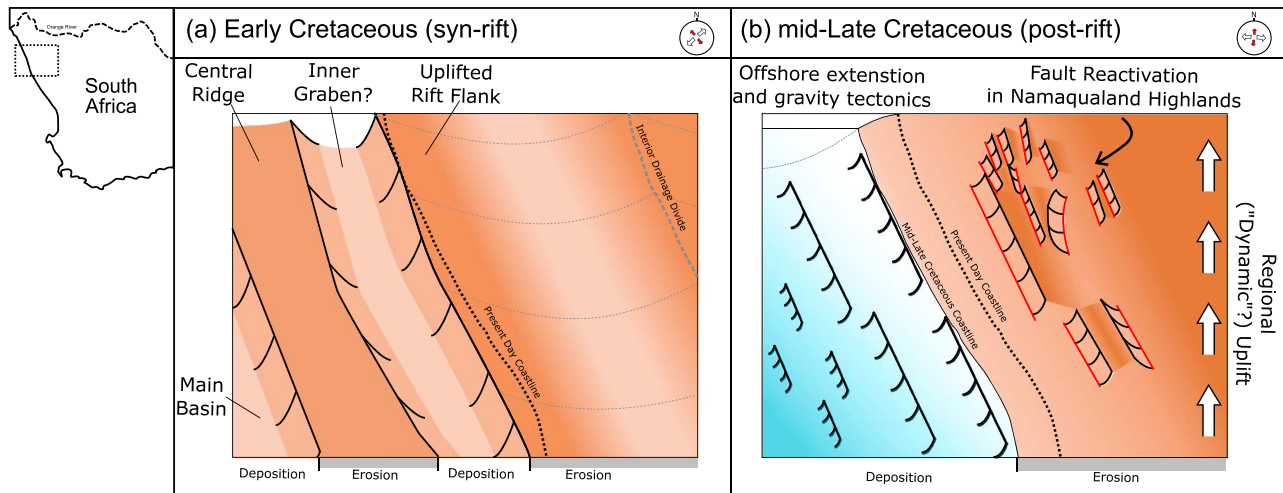 Orange River
South
Africa
(a) Early Cretaceous (syn-rift)
N
Central
Ridge
Inner
Graben?
Uplifted
Rift Flank
Interior Drainage Divide
Present Day Coastline
Main
Basin
Deposition
Erosion
Deposition
Erosion
(b) mid-Late Cretaceous (post-rift)
N
Offshore extenstion
and gravity tectonics
Fault Reactivation
in Namaqualand Highlands
Mid-Late Cretaceous Coastline
Present Day Coastline
Regional
("Dynamic"?) Uplift
Deposition
Erosion